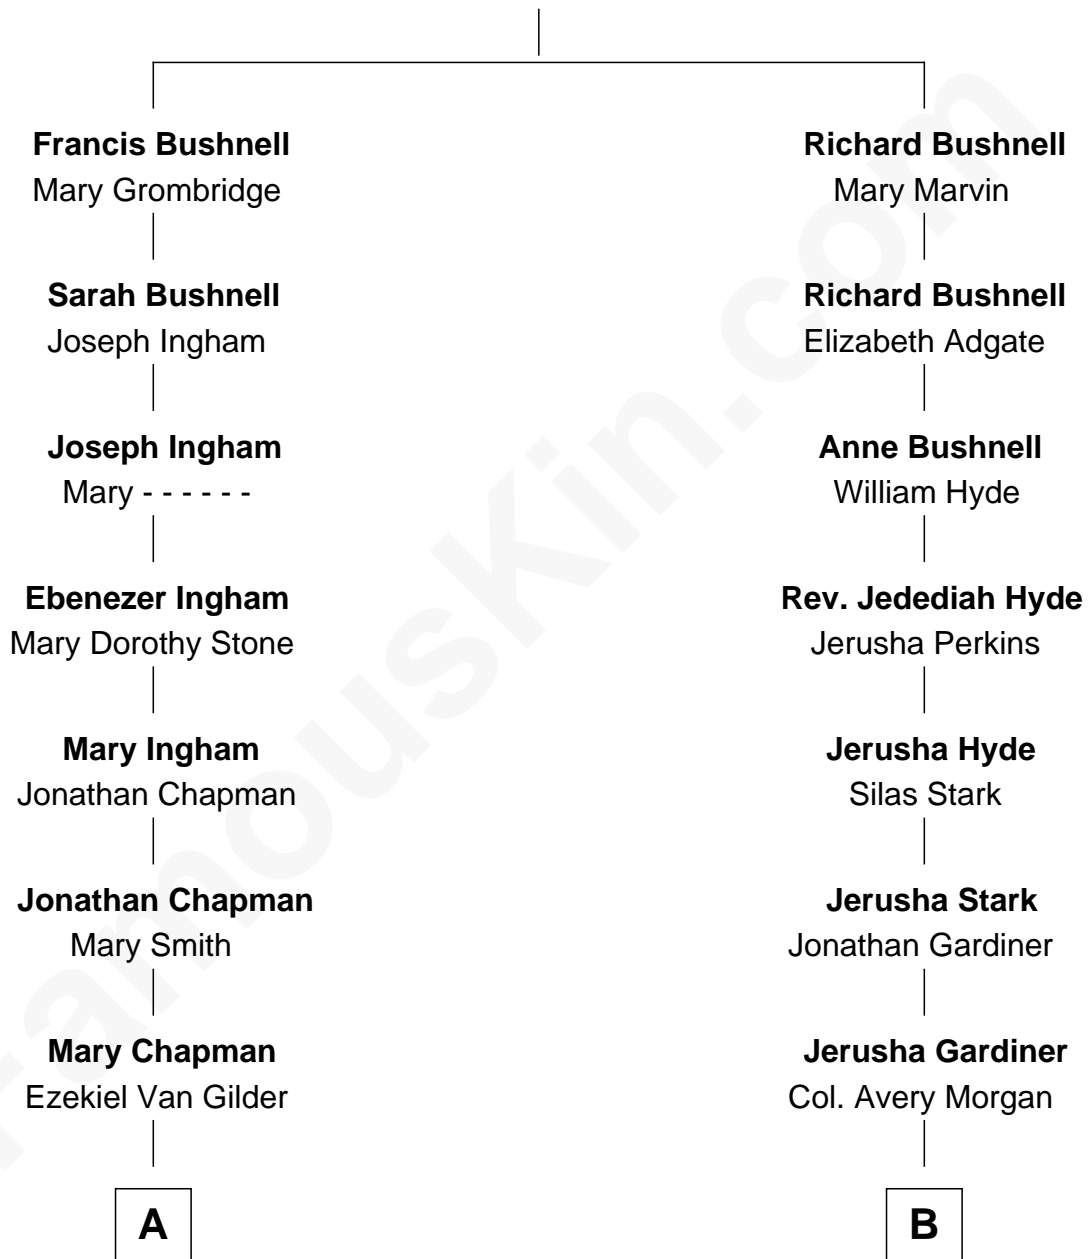 Francis Bushnell
Mary Grombridge
Sarah Bushnell
Joseph Ingham
Joseph Ingham
Mary - - - - - -
Ebenezer Ingham
Mary Dorothy Stone
Mary Ingham
Jonathan Chapman
Jonathan Chapman
Mary Smith
Mary Chapman
Ezekiel Van Gilder
A
Richard Bushnell
Mary Marvin
Richard Bushnell
Elizabeth Adgate
Anne Bushnell
William Hyde
Rev. Jedediah Hyde
Jerusha Perkins
Jerusha Hyde
Silas Stark
Jerusha Stark
Jonathan Gardiner
Jerusha Gardiner
Col. Avery Morgan
B
FamousKin.com